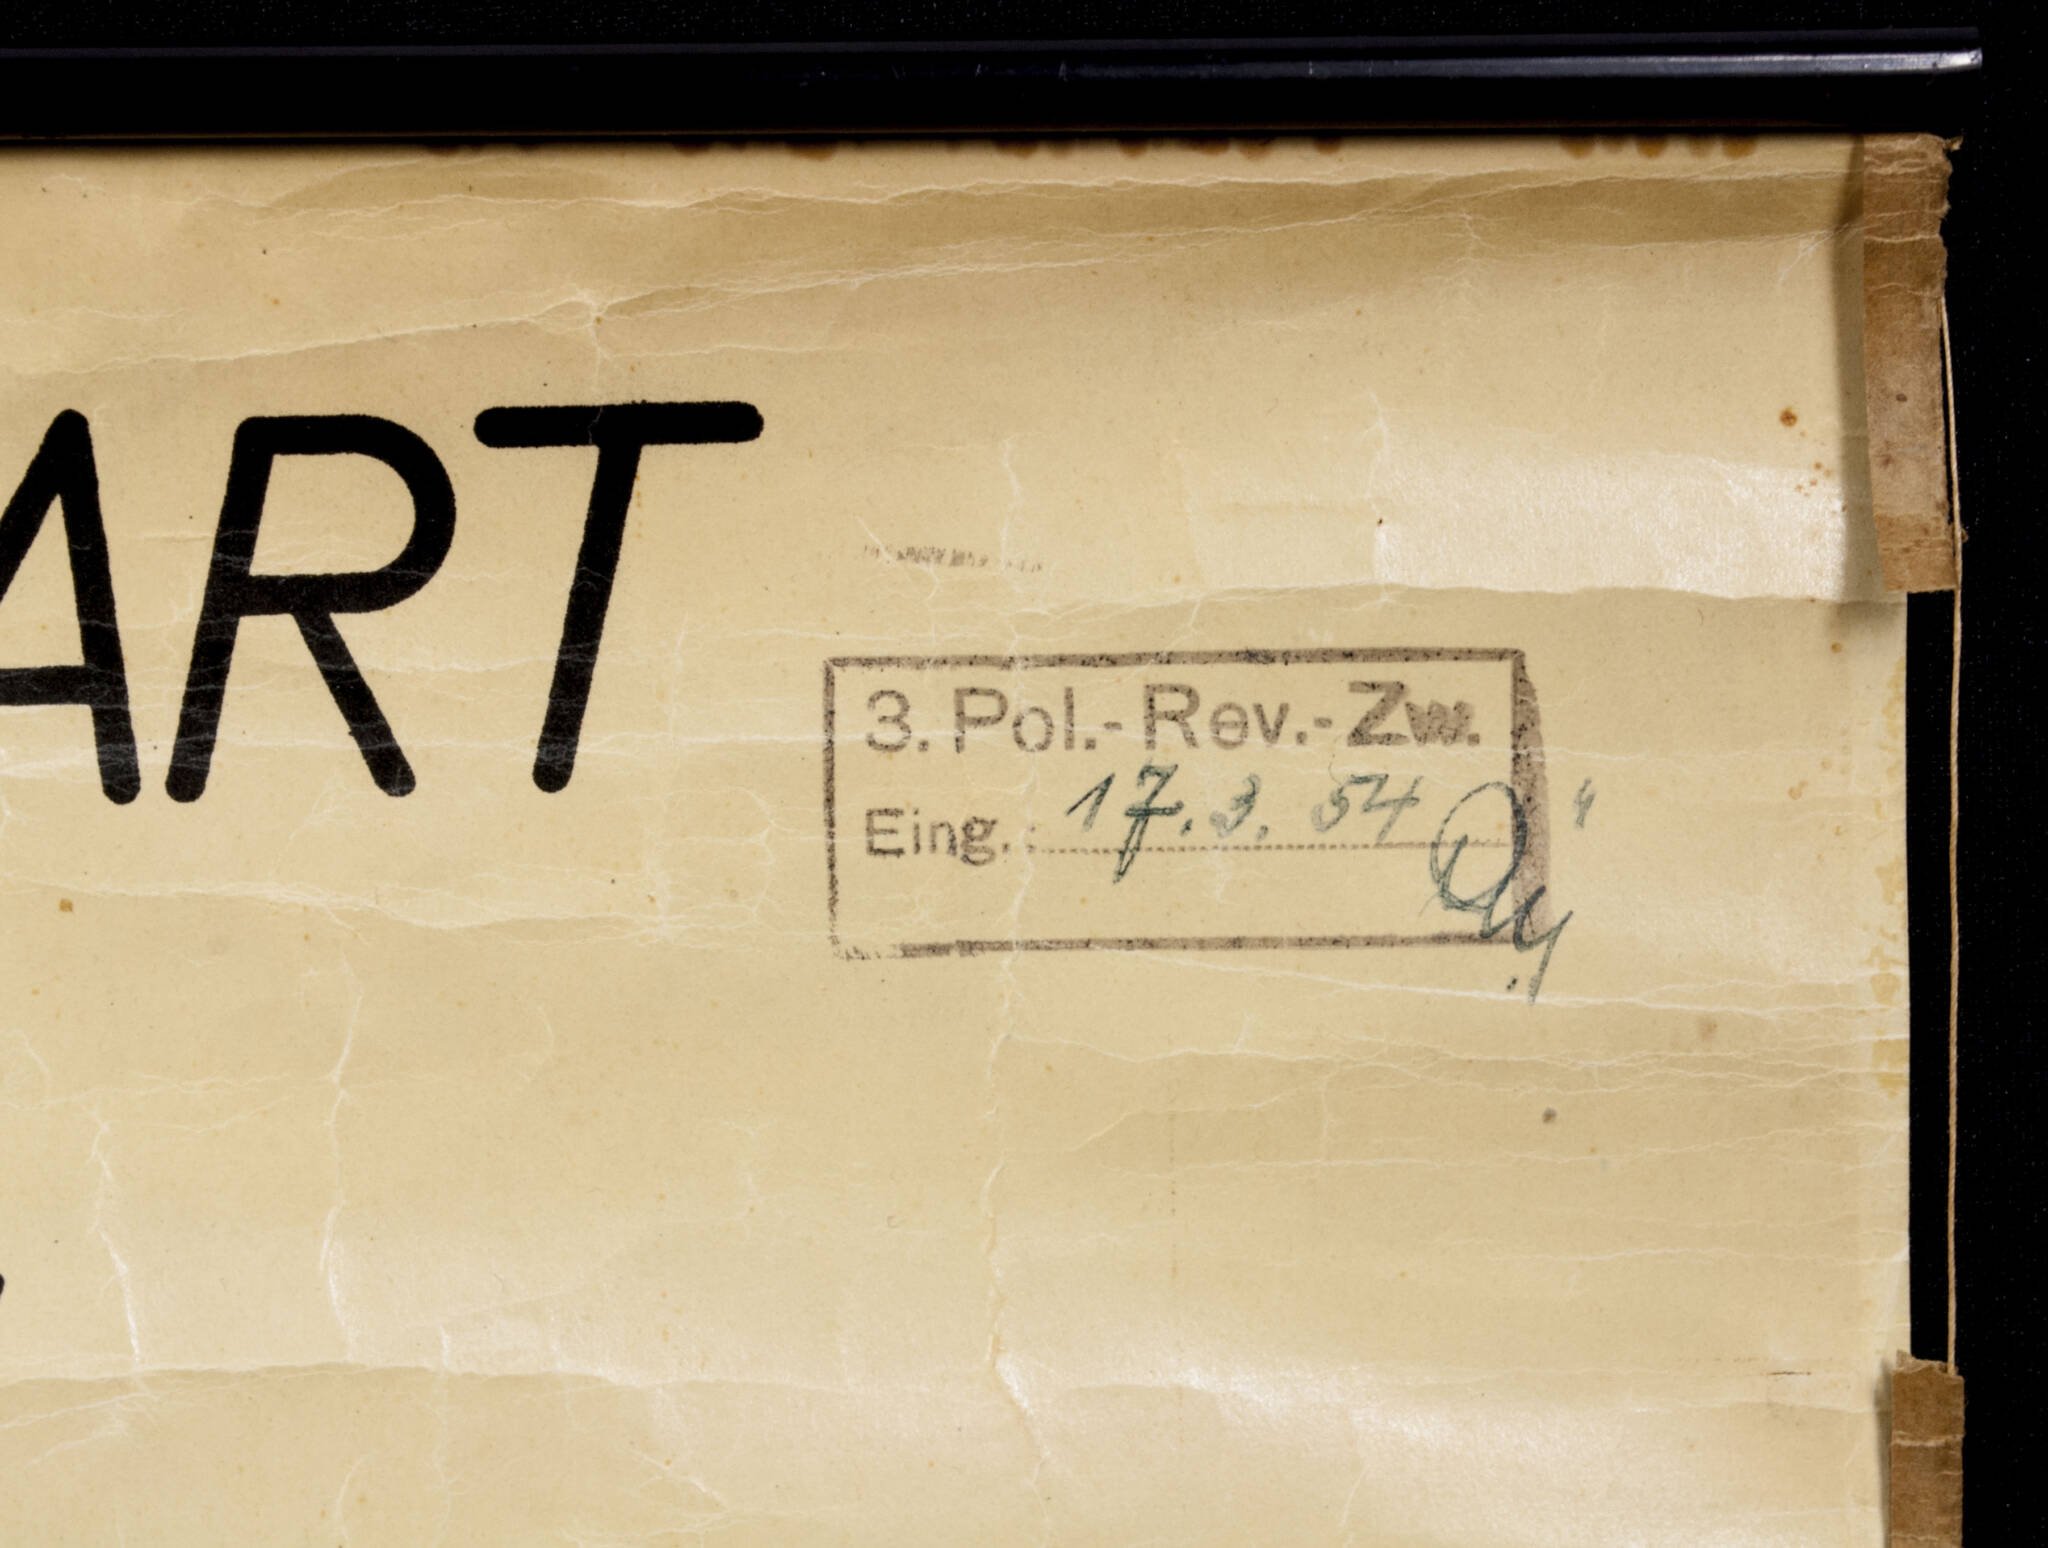 ART
3. Pol.-Rev.-Zw.
Eing.: 17.3.54